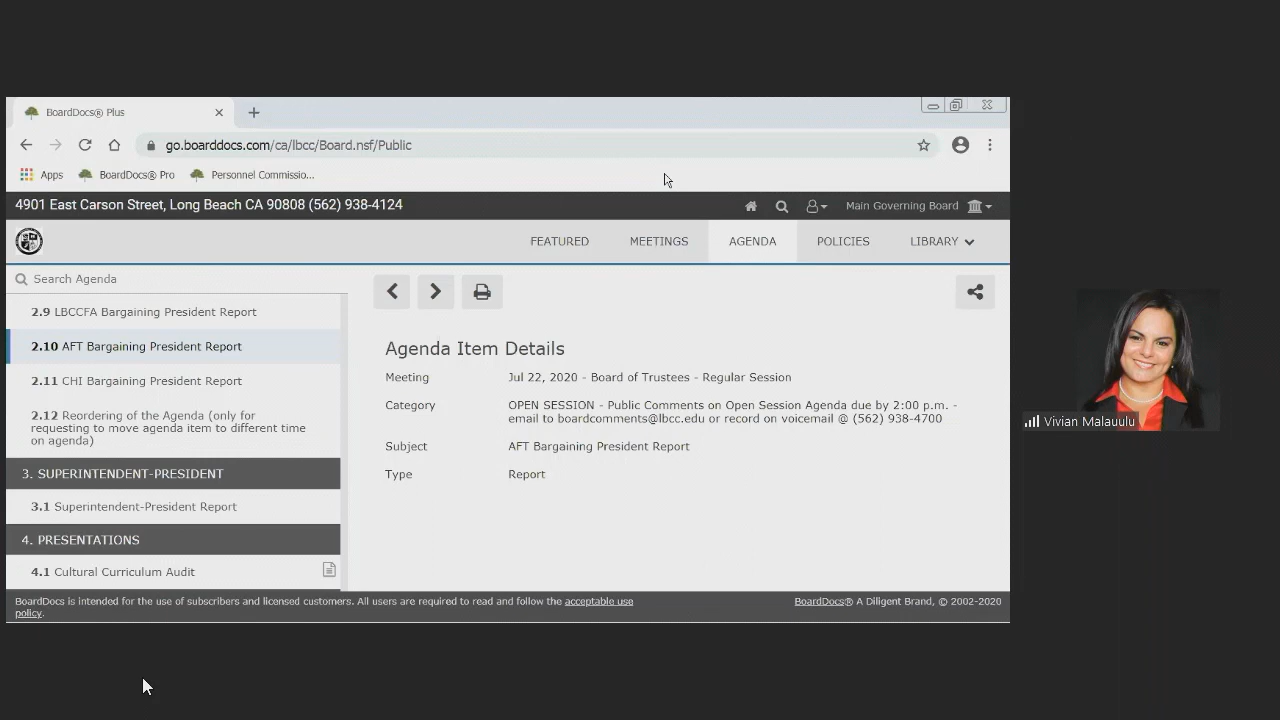 BoardDocs® Plus
go.boarddocs.com/ca/lbcc/Board.nsf/Public
Apps BoardDocs® Pro Personnel Commissio...
4901 East Carson Street, Long Beach CA 90808 (562) 938-4124
Main Governing Board
FEATURED MEETINGS AGENDA POLICIES LIBRARY
Search Agenda
2.9 LBCCFA Bargaining President Report
2.10 AFT Bargaining President Report
2.11 CHI Bargaining President Report
2.12 Reordering of the Agenda (only for
requesting to move agenda item to different time
on agenda)
3. SUPERINTENDENT-PRESIDENT
3.1 Superintendent-President Report
4. PRESENTATIONS
4.1 Cultural Curriculum Audit
Agenda Item Details
Meeting Jul 22, 2020 - Board of Trustees - Regular Session
Category OPEN SESSION - Public Comments on Open Session Agenda due by 2:00 p.m. -
email to boardcomments@lbcc.edu or record on voicemail @ (562) 938-4700
Subject AFT Bargaining President Report
Type Report
Vivian Malauulu
BoardDocs is intended for the use of subscribers and licensed customers. All users are required to read and follow the acceptable use
policy.
BoardDocs® A Diligent Brand, © 2002-2020